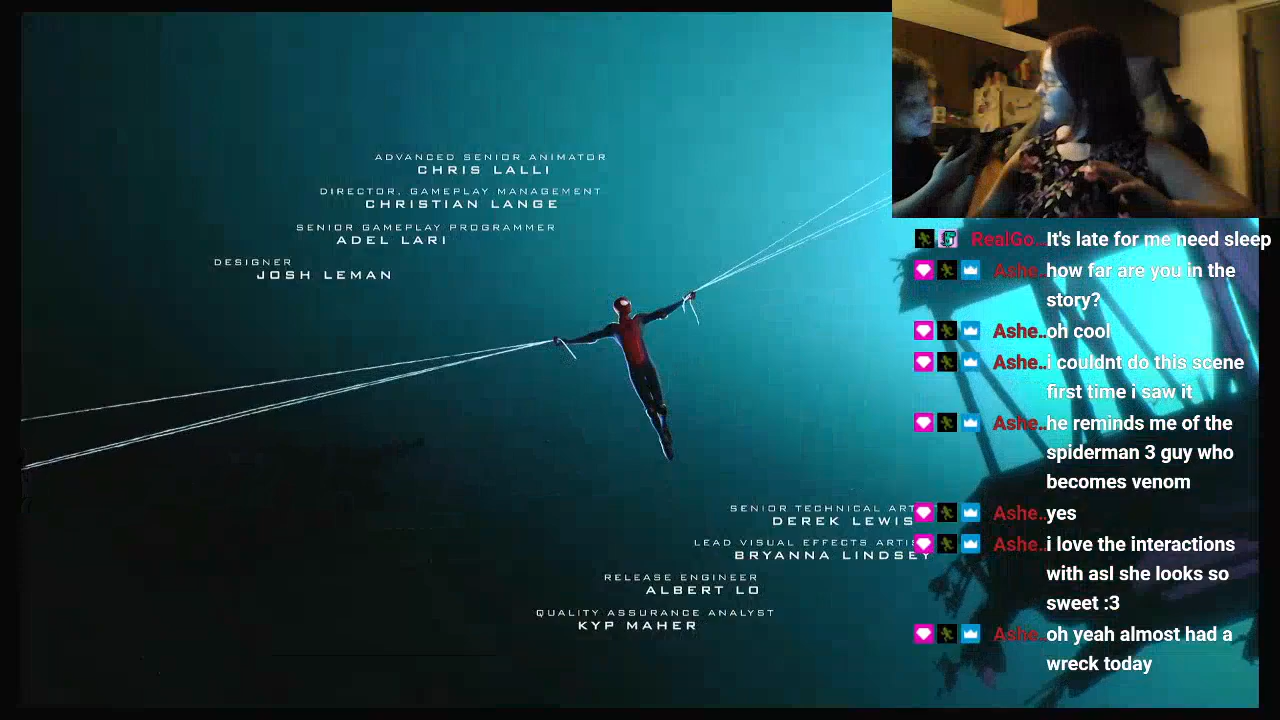 ADVANCED SENIOR ANIMATOR
CHRIS LALLI
DIRECTOR, GAMEPLAY MANAGEMENT
CHRISTIAN LANGE
SENIOR GAMEPLAY PROGRAMMER
ADEL LARI
DESIGNER
JOSH LEMAN
SENIOR TECHNICAL ART
DEREK LEWIS
LEAD VISUAL EFFECTS ARTIS
BRYANNA LINDSEY
RELEASE ENGINEER
ALBERT LO
QUALITY ASSURANCE ANALYST
KYP MAHER
RealGo... It's late for me need sleep
Ashe.. how far are you in the
story?
Ashe.. oh cool
Ashe.. i couldnt do this scene
first time i saw it
Ashe.. he reminds me of the
spiderman 3 guy who
becomes venom
Ashe.. yes
Ashe.. i love the interactions
with asl she looks so
sweet :3
Ashe.. oh yeah almost had a
wreck today